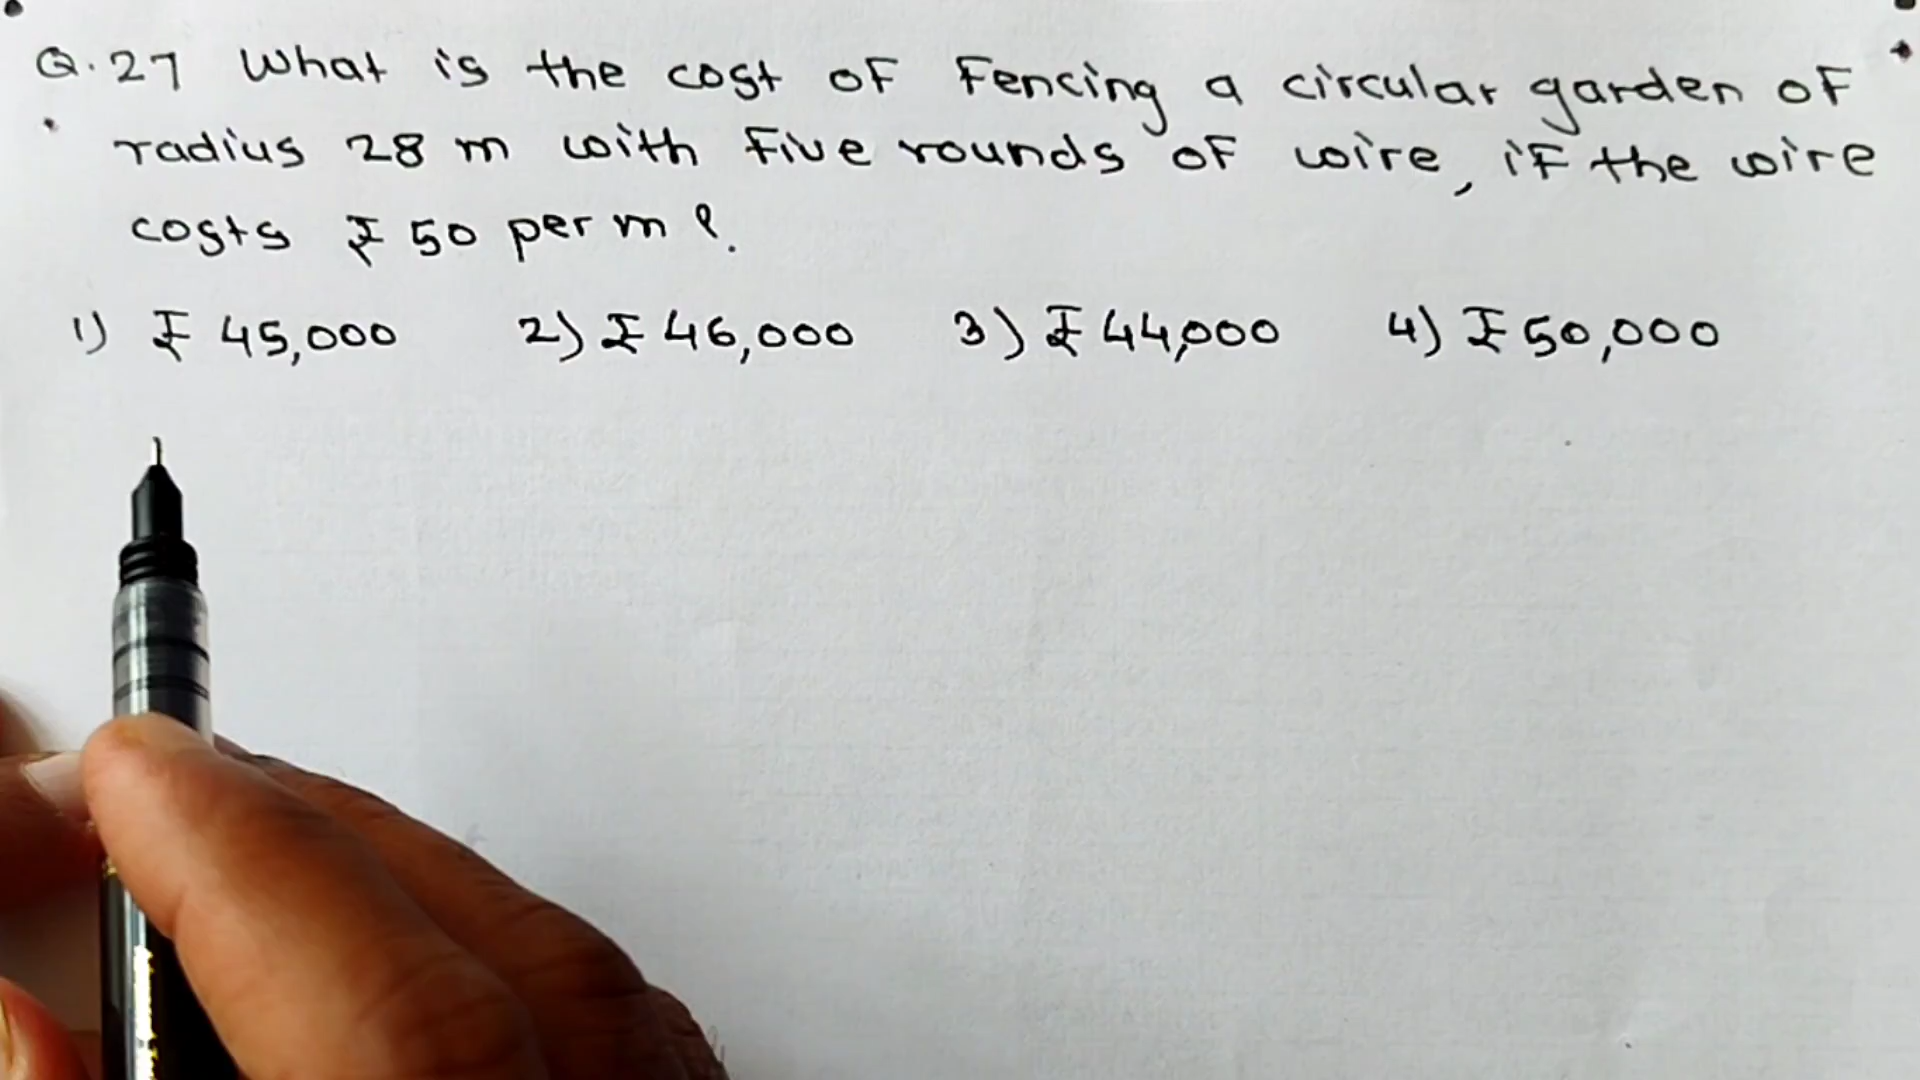 Q.27 What is the cost of Fencing a circular garden of
radius 28 m with five rounds of wire, if the wire
costs ₹ 50 per m ?
1) ₹ 45,000 2) ₹ 46,000 3) ₹ 44,000 4) ₹ 50,000